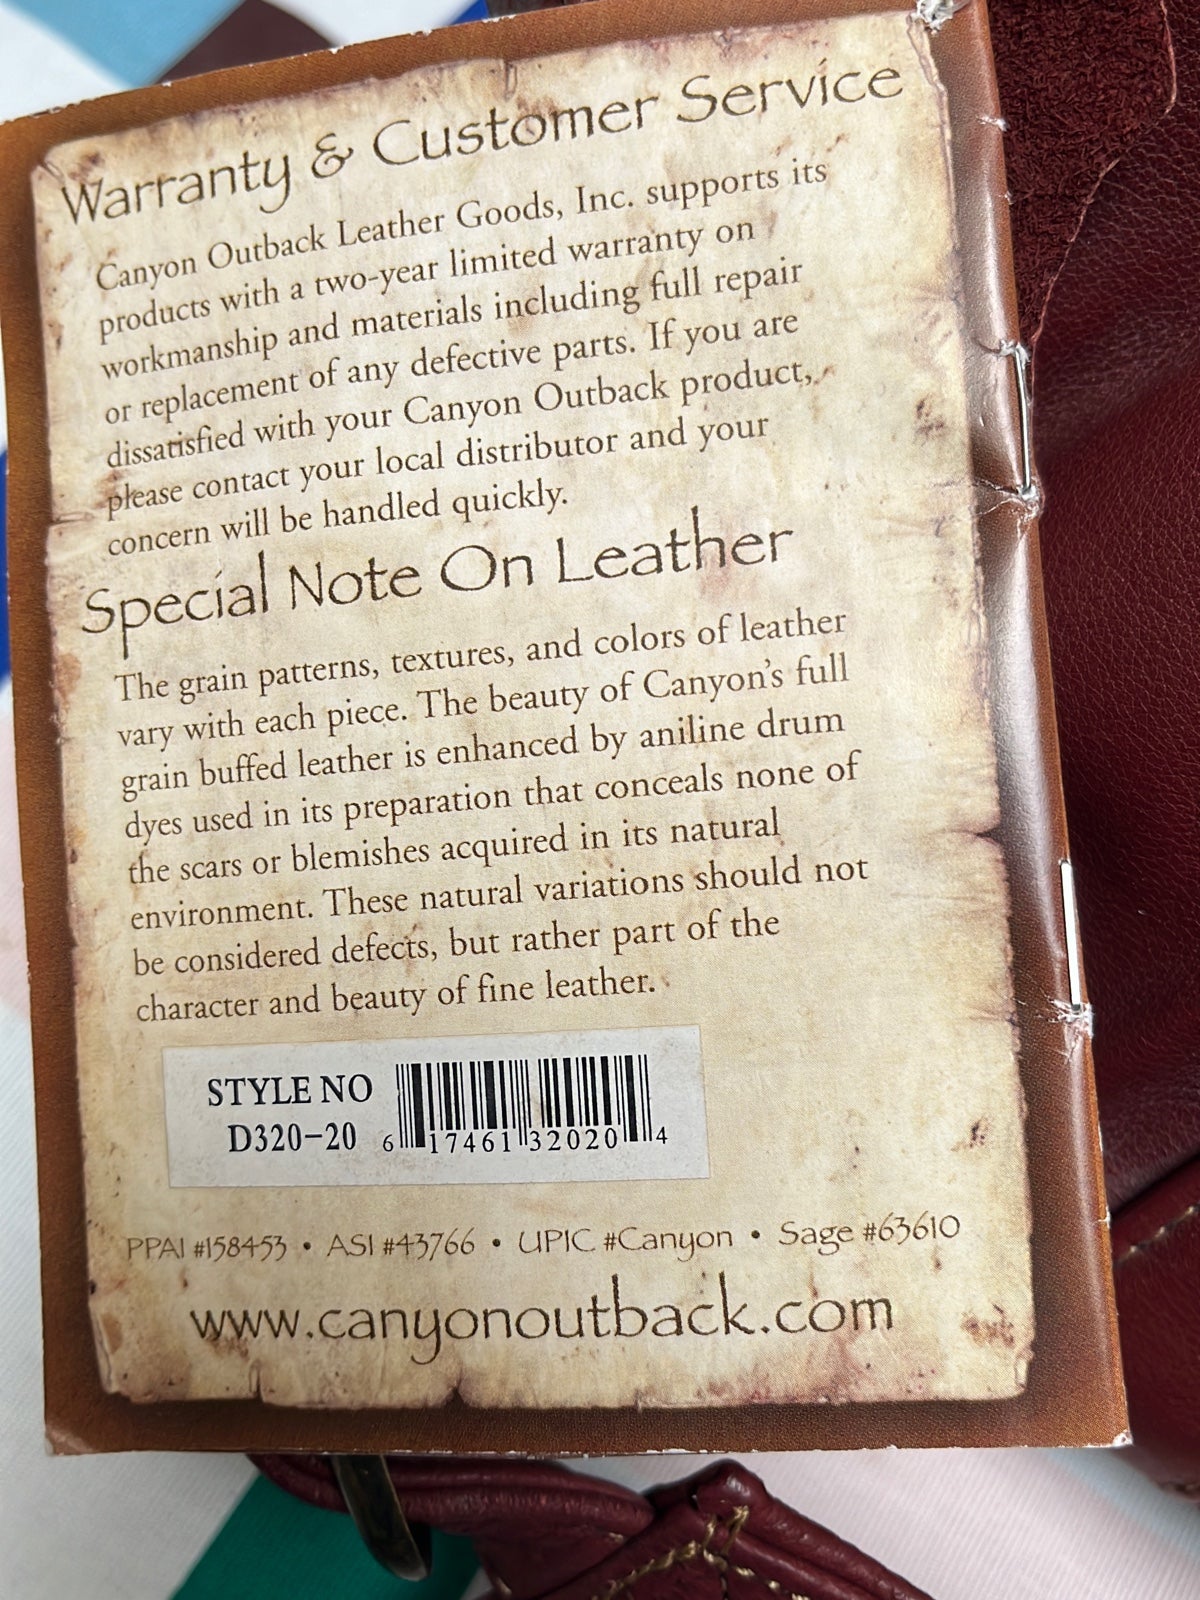 Warranty & Customer Service
Canyon Outback Leather Goods, Inc. supports its
products with a two-year limited warranty on
workmanship and materials including full repair
or replacement of any defective parts. If you are
dissatisfied with your Canyon Outback product,
please contact your local distributor and your
concern will be handled quickly.
Special Note On Leather
The grain patterns, textures, and colors of leather
vary with each piece. The beauty of Canyon's full
grain buffed leather is enhanced by aniline drum
dyes used in its preparation that conceals none of
the scars or blemishes acquired in its natural
environment. These natural variations should not
be considered defects, but rather part of the
character and beauty of fine leather.
STYLE NO
D320-20
6 17461 32020 4
PPAI #158453 • ASI #43766 • UPIC #Canyon • Sage #63610
www.canyonoutback.com